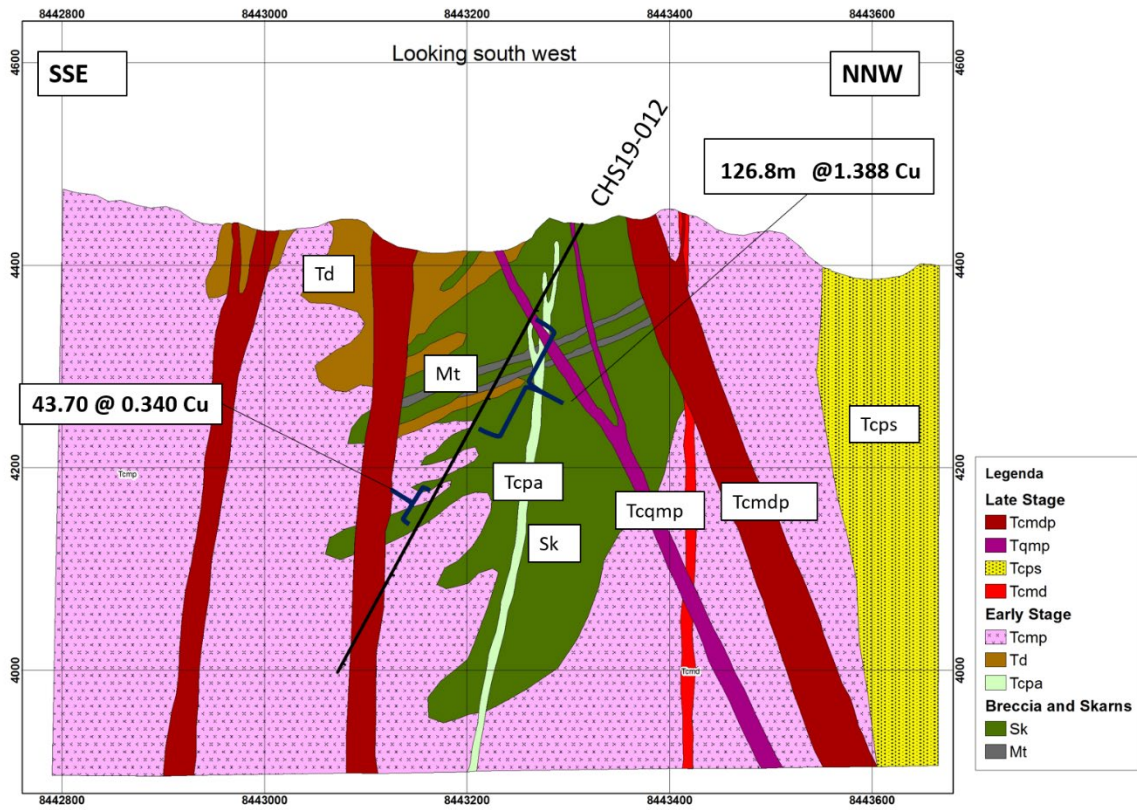 8442800 8443000 8443200 8443400 8443600
Looking south west
SSE
NNW
4600
4600
CHS19-012
126.8m @1.388 Cu
4400
4400
Td
Mt
43.70 @ 0.340 Cu
Tcps
4200
4200
Tcmp
Tcpa
Tcqmp
Tcmdp
Sk
4000
4000
Tcmd
8442800 8443000 8443200 8443400 8443600
Legenda
Late Stage
Tcmdp
Tqmp
Tcps
Tcmd
Early Stage
Tcmp
Td
Tcpa
Breccia and Skarns
Sk
Mt